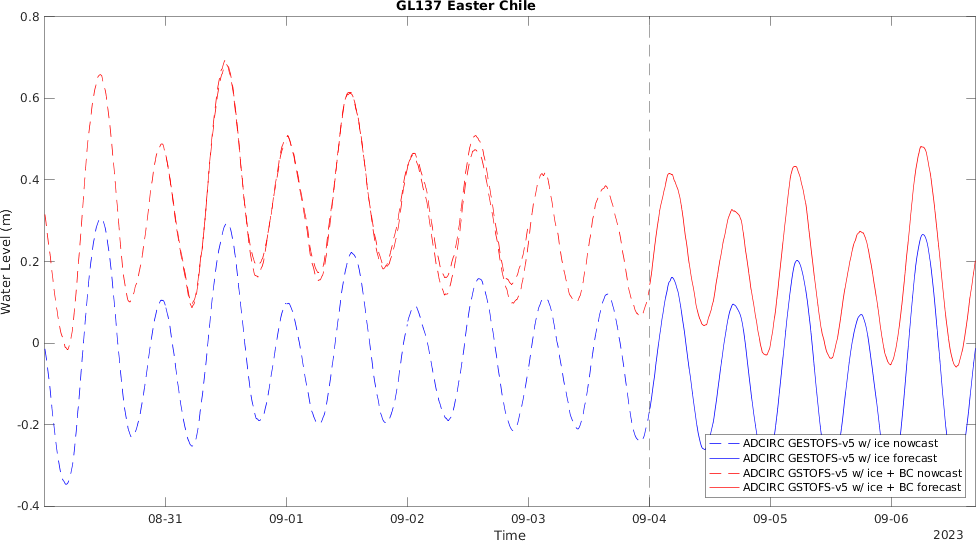 GL137 Easter Chile
0.8
0.6
0.4
0.2
0
-0.2
-0.4
Water Level (m)
08-31
09-01
09-02
09-03
09-04
09-05
09-06
Time
2023
ADCIRC GESTOFS-v5 w/ ice nowcast
ADCIRC GESTOFS-v5 w/ ice forecast
ADCIRC GSTOFS-v5 w/ ice + BC nowcast
ADCIRC GSTOFS-v5 w/ ice + BC forecast